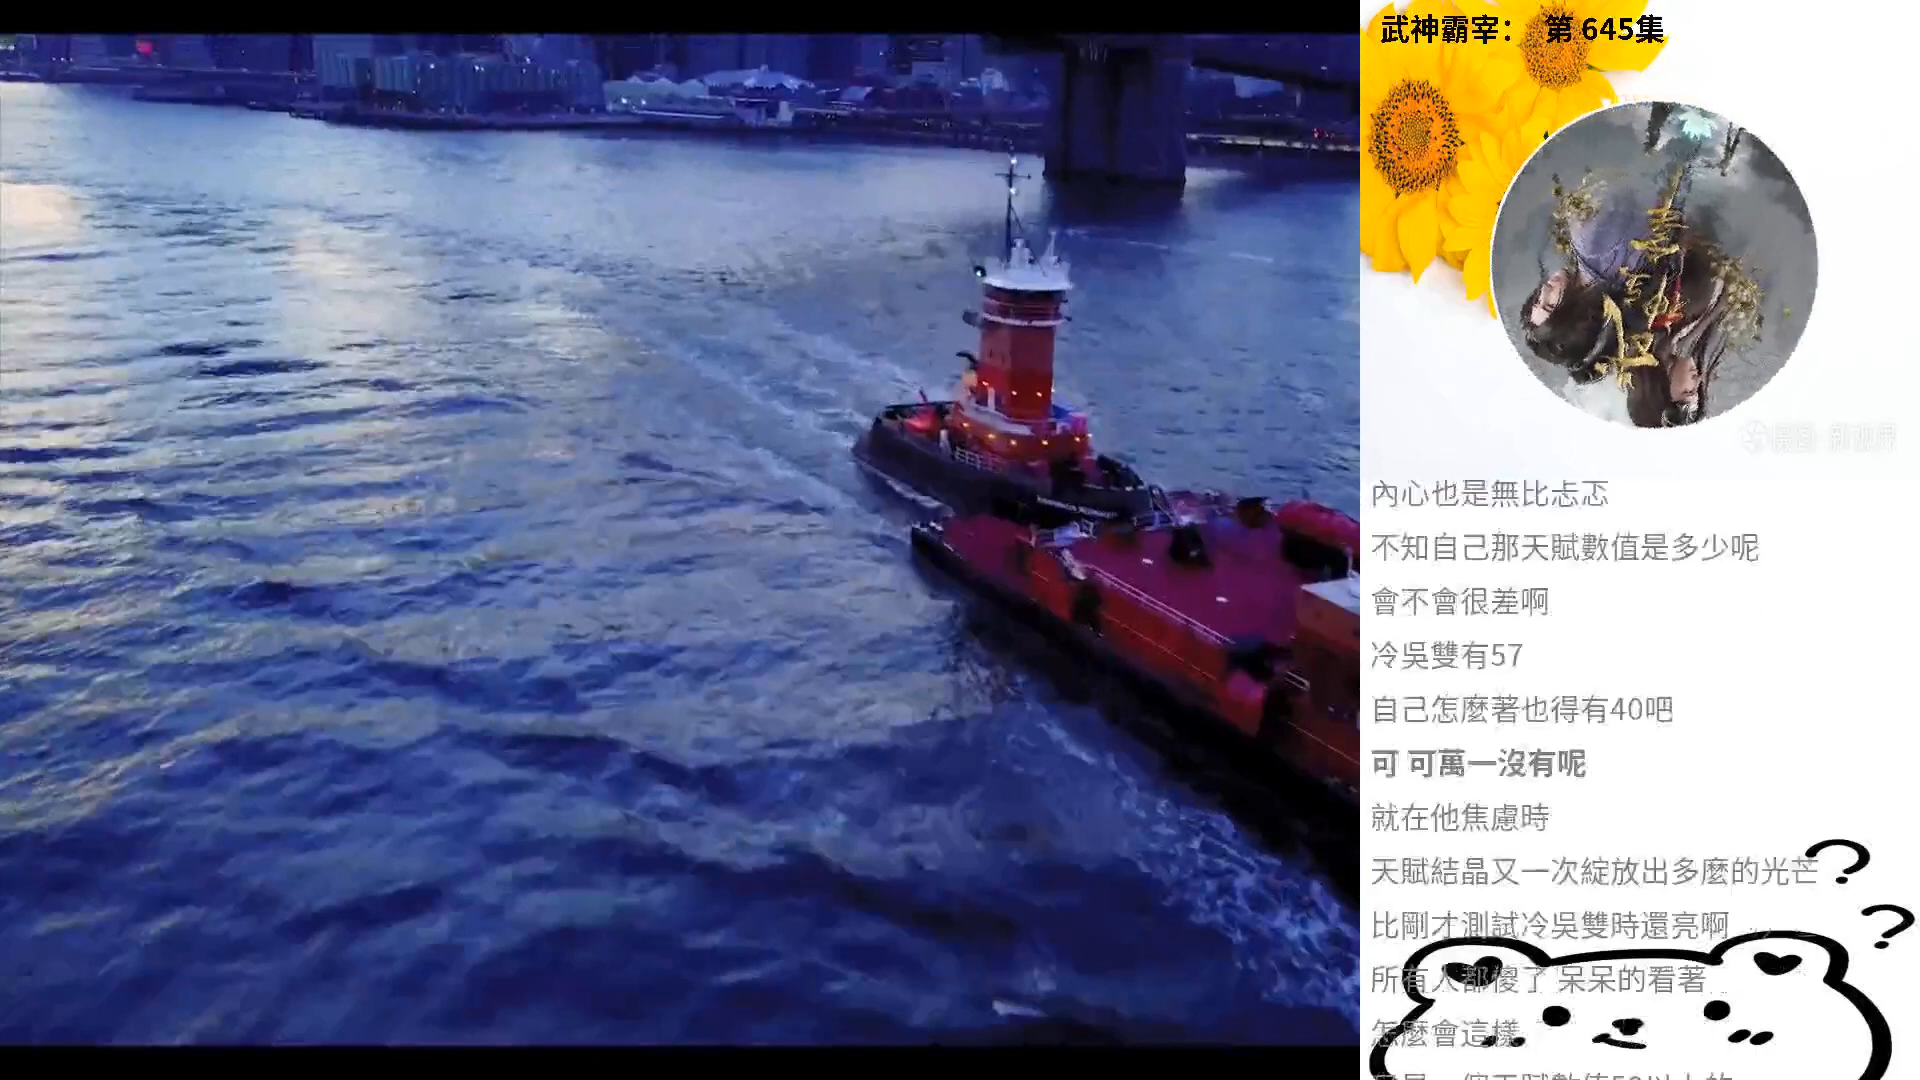 武神霸宰： 第 645集
內心也是無比忐忑
不知自己那天賦數值是多少呢
會不會很差啊
冷吳雙有57
自己怎麼著也得有40吧
可 可萬一沒有呢
就在他焦慮時
天賦結晶又一次綻放出多麼的光芒
比剛才測試冷吳雙時還亮啊
所有人都傻了 呆呆的看著
怎麼會這樣